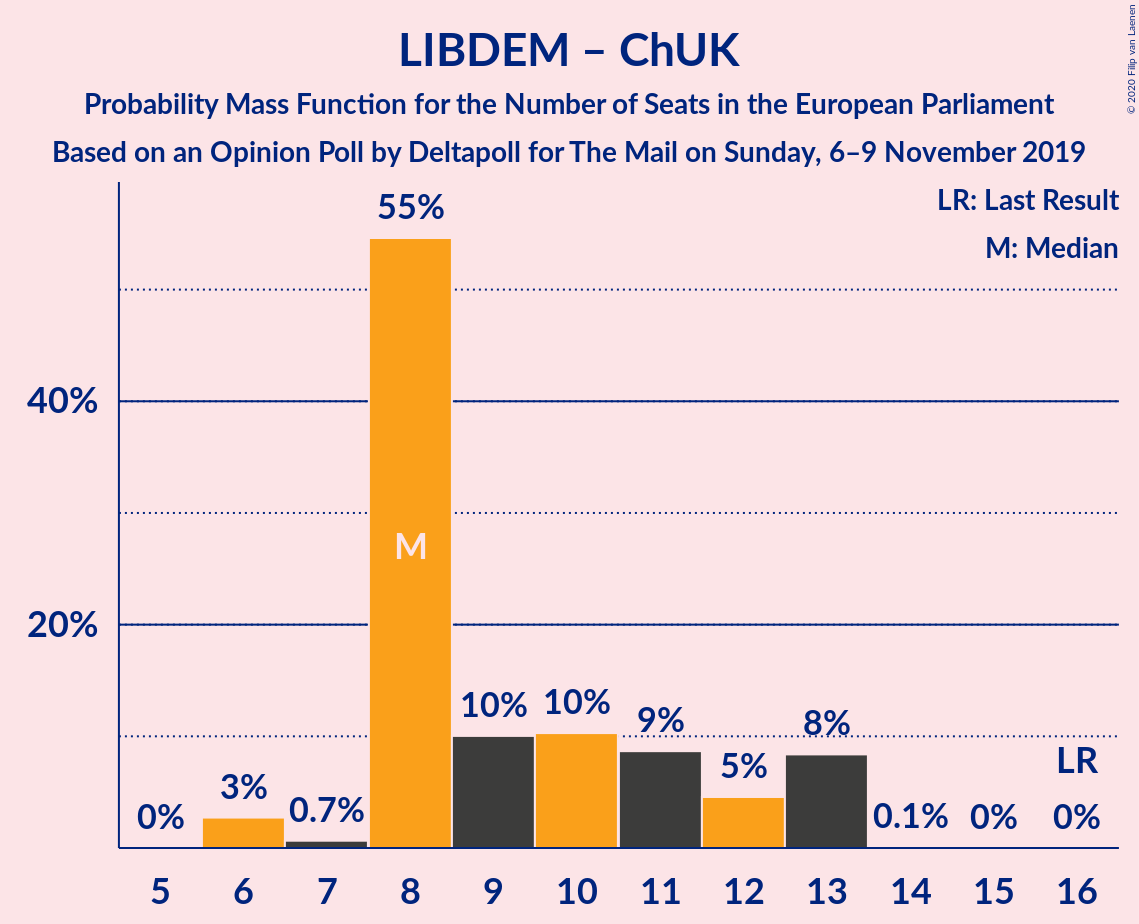 LIBDEM – ChUK
Probability Mass Function for the Number of Seats in the European Parliament
Based on an Opinion Poll by Deltapoll for The Mail on Sunday, 6–9 November 2019
© 2020 Filip van Laenen
LR: Last Result
M: Median
55%
40%
M
20%
10%
10%
9%
8%
5%
LR
3%
0.7%
0%
0.1%
0%
0%
5 6 7 8 9 10 11 12 13 14 15 16